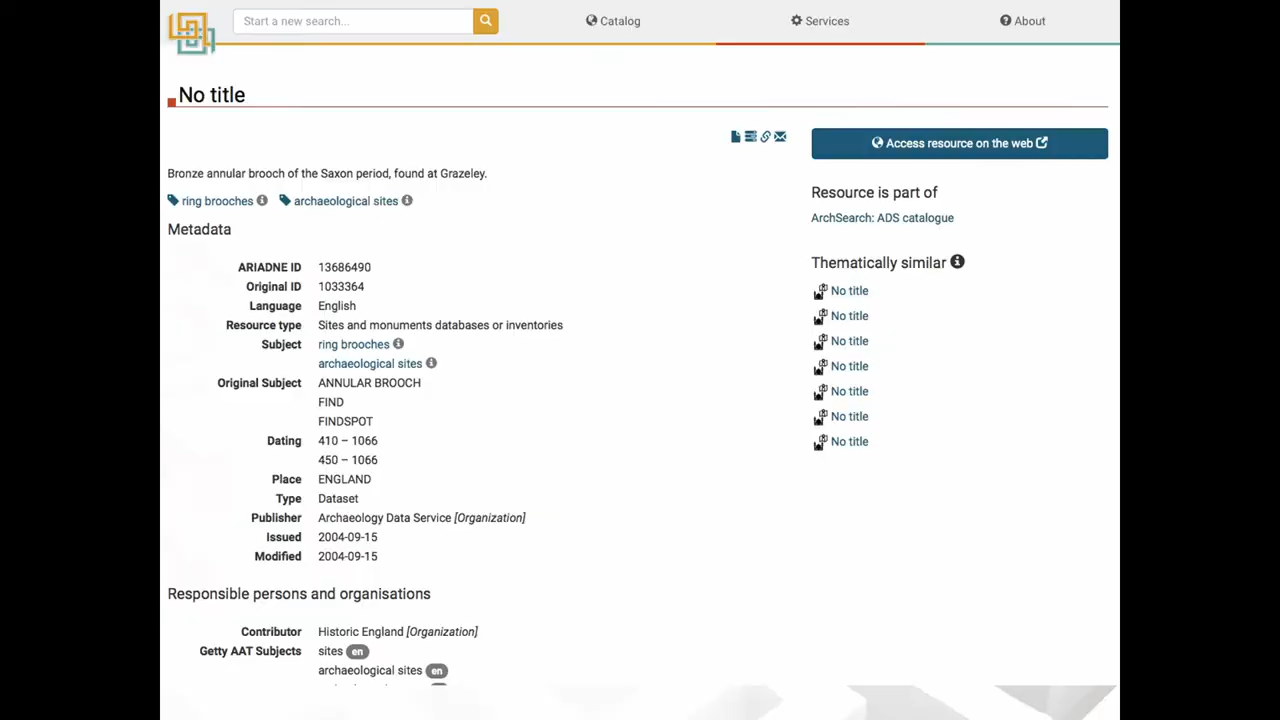 Start a new search...
Catalog
Services
About
No title
Access resource on the web
Bronze annular brooch of the Saxon period, found at Grazeley.
ring brooches archaeological sites
Metadata
ARIADNE ID 13686490
Original ID 1033364
Language English
Resource type Sites and monuments databases or inventories
Subject ring brooches
archaeological sites
Original Subject ANNULAR BROOCH
FIND
FINDSPOT
Dating 410 – 1066
450 – 1066
Place ENGLAND
Type Dataset
Publisher Archaeology Data Service [Organization]
Issued 2004-09-15
Modified 2004-09-15
Responsible persons and organisations
Contributor Historic England [Organization]
Getty AAT Subjects sites en
archaeological sites en
Resource is part of
ArchSearch: ADS catalogue
Thematically similar
No title
No title
No title
No title
No title
No title
No title